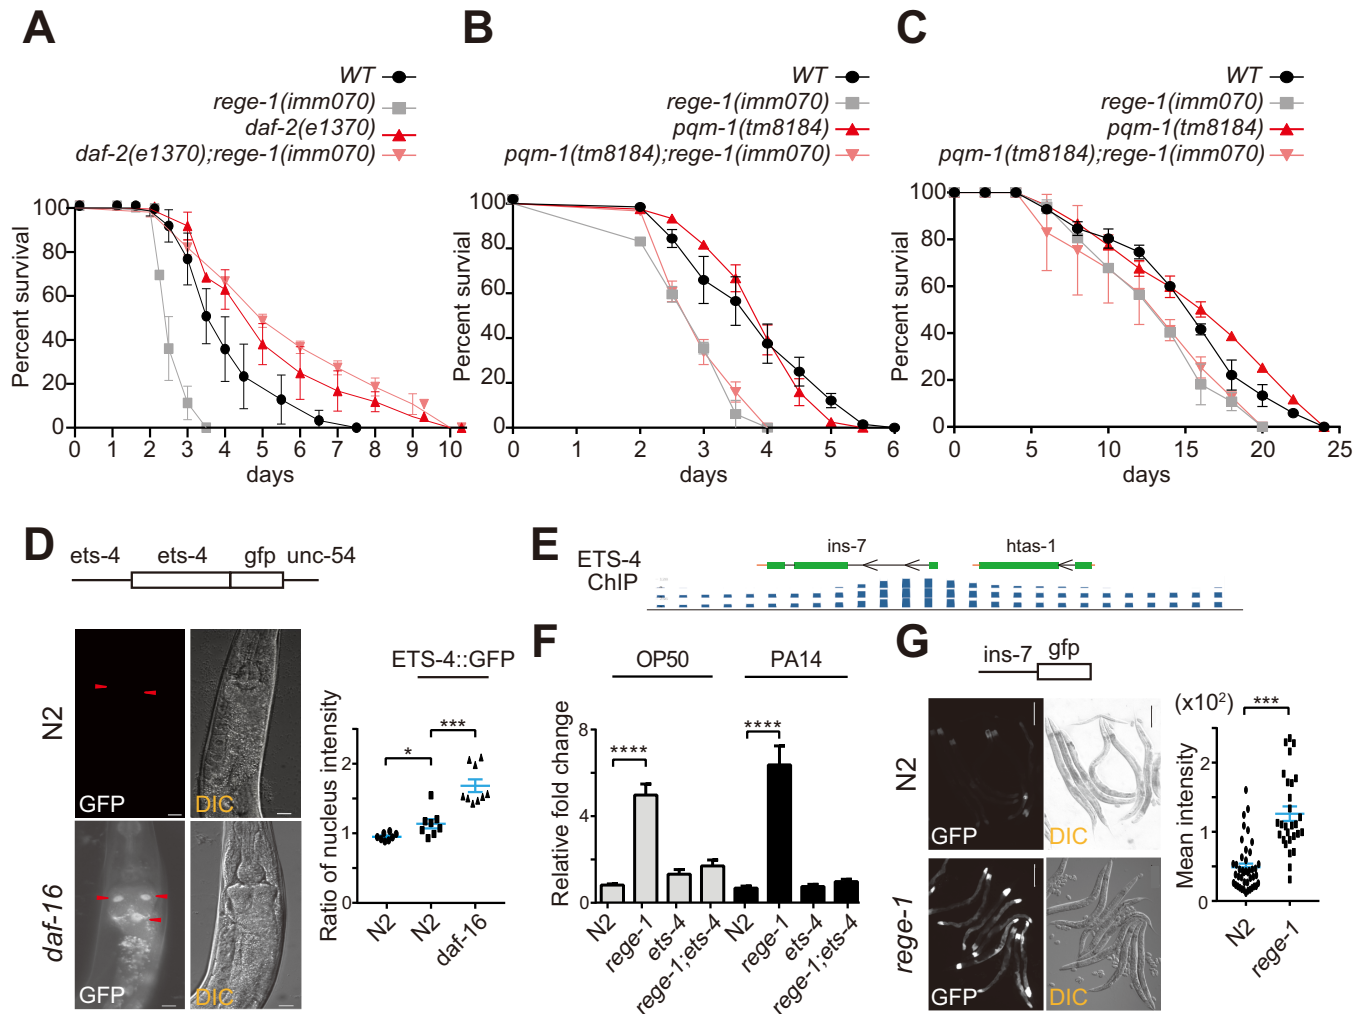 A
WT
rege-1(imm070)
daf-2(e1370)
daf-2(e1370);rege-1(imm070)
Percent survival
100
80
60
40
20
0
0 1 2 3 4 5 6 7 8 9 10
days
B
WT
rege-1(imm070)
pqm-1(tm8184)
pqm-1(tm8184);rege-1(imm070)
Percent survival
100
80
60
40
20
0
0 2 3 4 5 6
days
C
WT
rege-1(imm070)
pqm-1(tm8184)
pqm-1(tm8184);rege-1(imm070)
Percent survival
100
80
60
40
20
0
0 5 10 15 20 25
days
D
ets-4 ets-4 gfp unc-54
N2
GFP
DIC
daf-16
GFP
DIC
ETS-4::GFP
Ratio of nucleus intensity
2
1
0
*
***
N2
N2
daf-16
E
ETS-4
ChIP
ins-7
htas-1
F
OP50
PA14
Relative fold change
8
4
0
****
****
N2
rege-1
ets-4
rege-1;ets-4
N2
rege-1
ets-4
rege-1;ets-4
G
ins-7 gfp
N2
GFP
DIC
rege-1
GFP
DIC
(x10²)
Mean intensity
2
1
0
***
N2
rege-1